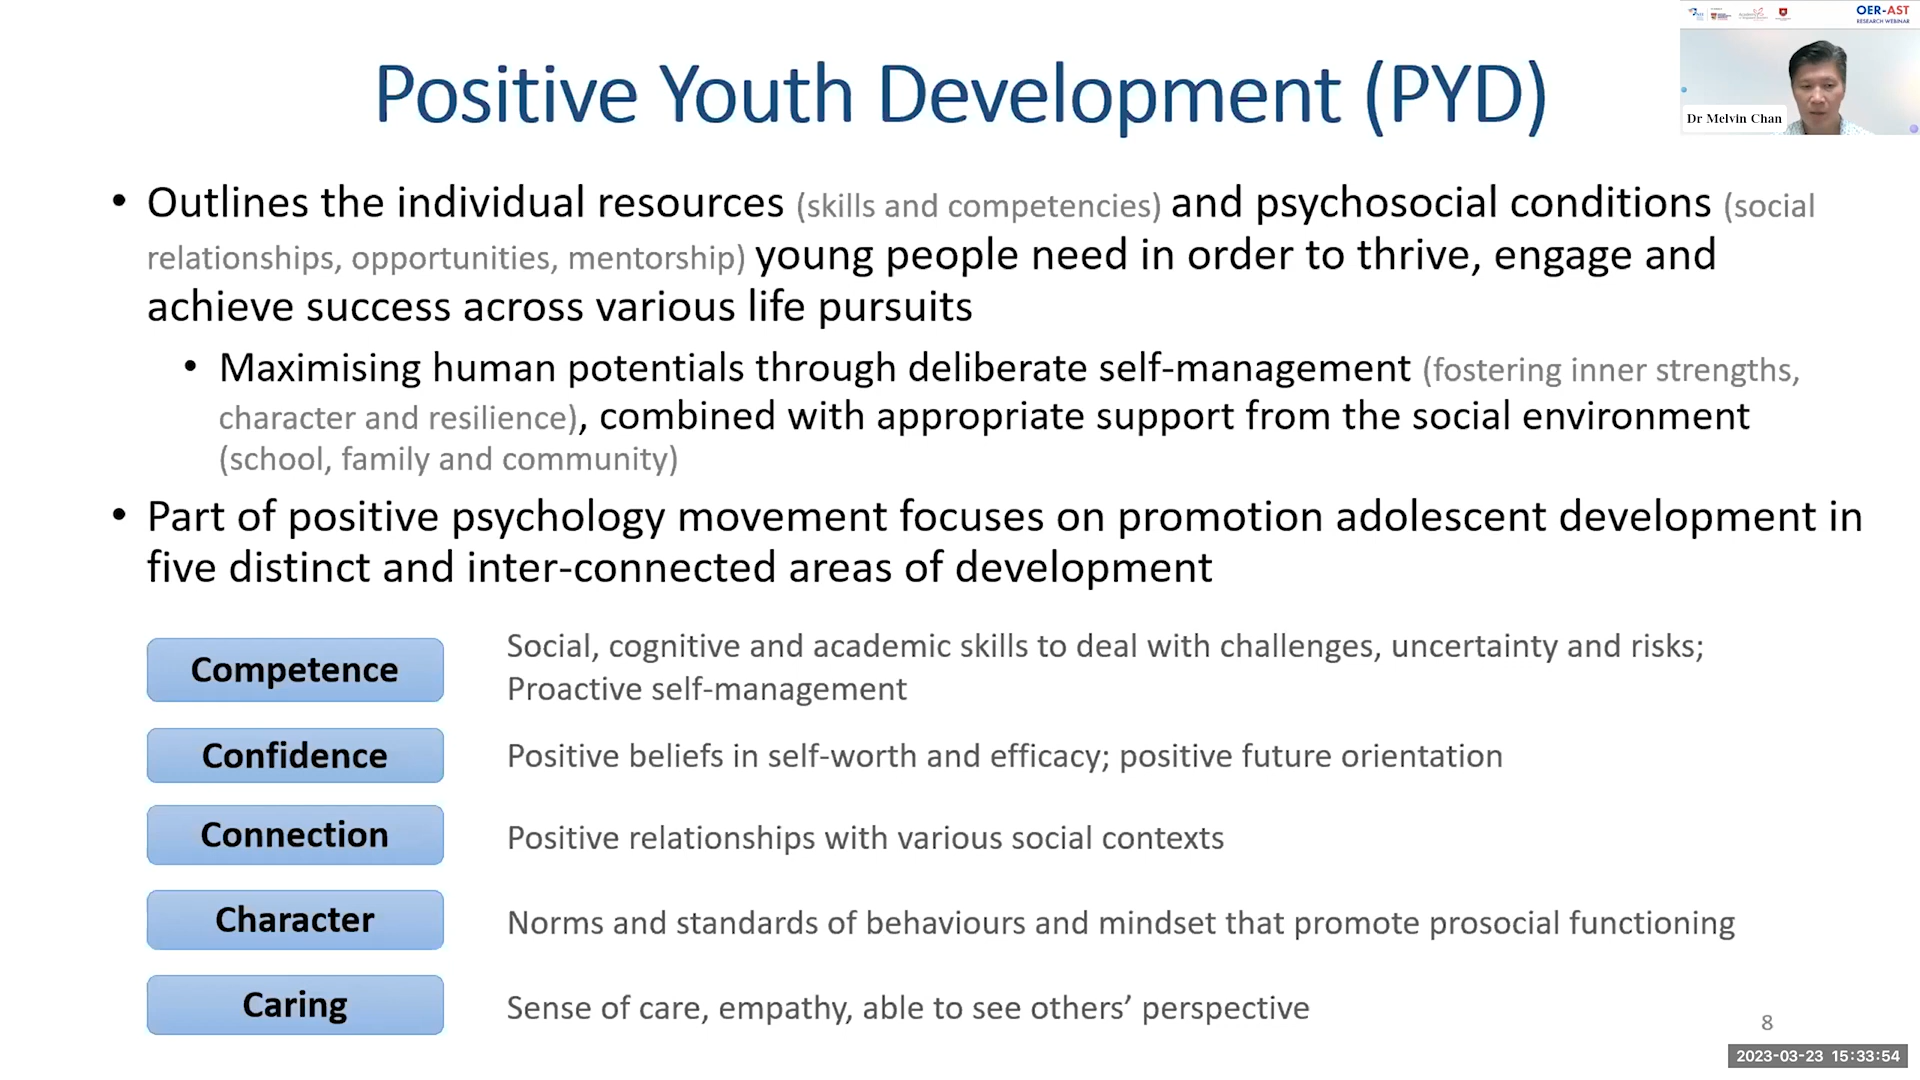 OER-AST
RESEARCH WEBINAR
Positive Youth Development (PYD)
Dr Melvin Chan
• Outlines the individual resources (skills and competencies) and psychosocial conditions (social
relationships, opportunities, mentorship) young people need in order to thrive, engage and
achieve success across various life pursuits
• Maximising human potentials through deliberate self-management (fostering inner strengths,
character and resilience), combined with appropriate support from the social environment
(school, family and community)
• Part of positive psychology movement focuses on promotion adolescent development in
five distinct and inter-connected areas of development
Competence
Social, cognitive and academic skills to deal with challenges, uncertainty and risks;
Proactive self-management
Confidence
Positive beliefs in self-worth and efficacy; positive future orientation
Connection
Positive relationships with various social contexts
Character
Norms and standards of behaviours and mindset that promote prosocial functioning
Caring
Sense of care, empathy, able to see others’ perspective
8
2023-03-23 15:33:54